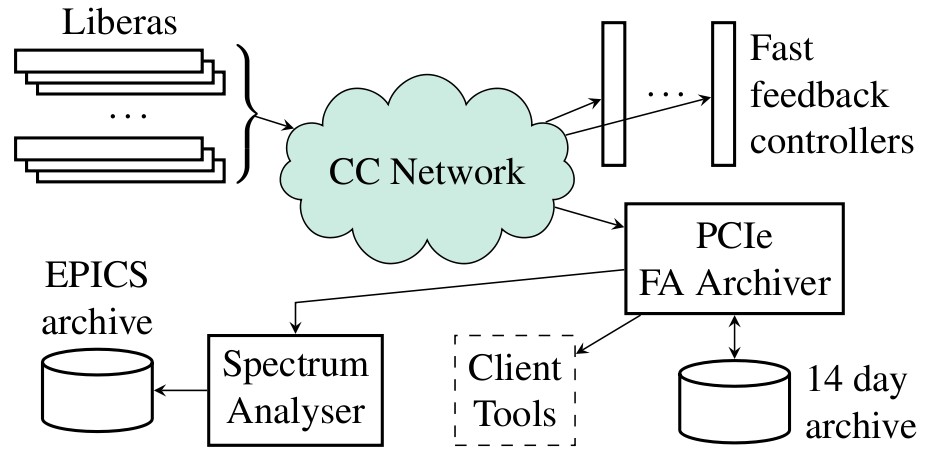 Liberas
...
...
Fast
feedback
controllers
CC Network
PCIe
FA Archiver
EPICS
archive
Spectrum
Analyser
Client
Tools
14 day
archive